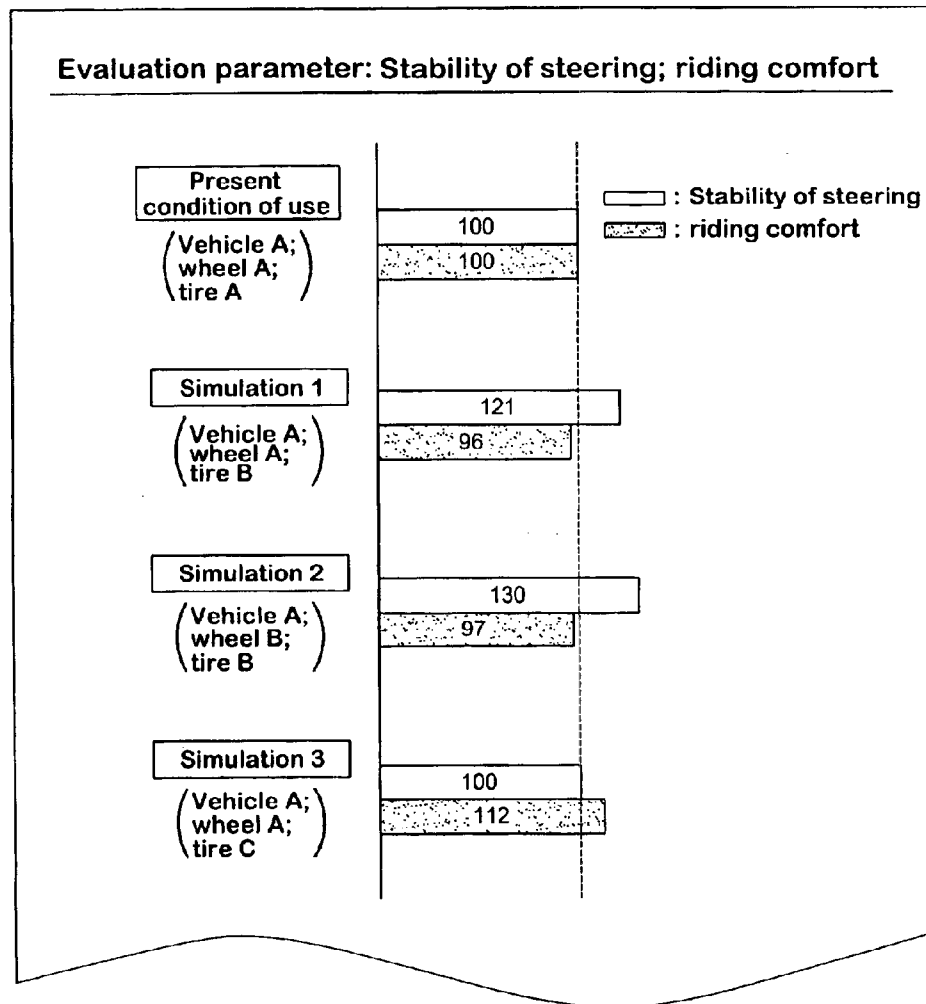 Evaluation parameter: Stability of steering; riding comfort
Present
condition of use
(Vehicle A;
wheel A;
tire A)
100
100
: Stability of steering
: riding comfort
Simulation 1
(Vehicle A;
wheel A;
tire B)
121
96
Simulation 2
(Vehicle A;
wheel B;
tire B)
130
97
Simulation 3
(Vehicle A;
wheel A;
tire C)
100
112